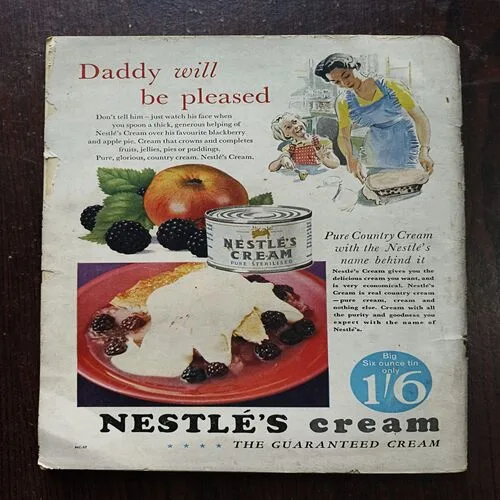 Daddy will
be pleased
Don't tell him – just watch his face when
you spoon a thick, generous helping of
Nestlé's Cream over his favourite blackberry
and apple pie. Cream that crowns and completes
fruits, jellies, pies or puddings.
Pure, glorious, country cream. Nestlé's Cream.
NESTLÉ'S
CREAM
PURE STERILISED
Pure Country Cream
with the Nestle's
name behind it
Nestlé's Cream gives you the
delicious cream you want, and
is very economical. Nestlé's
Cream is real country cream
—pure cream, cream and
nothing else. Cream with all
the purity and goodness you
expect with the name of
Nestlé's.
Big
Six ounce tin
only
1'6
NESTLÉ'S cream
THE GUARANTEED CREAM